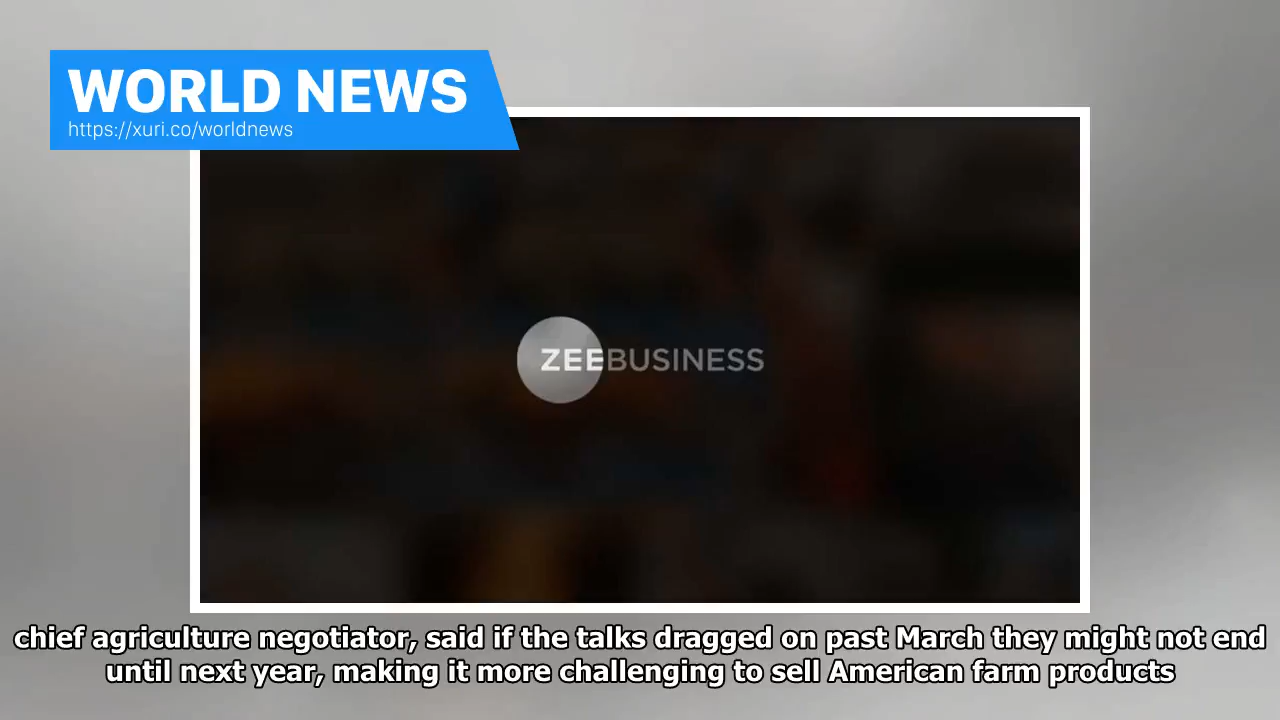 WORLD NEWS
https://xuri.co/worldnews
ZEEBUSINESS
chief agriculture negotiator, said if the talks dragged on past March they might not end
until next year, making it more challenging to sell American farm products